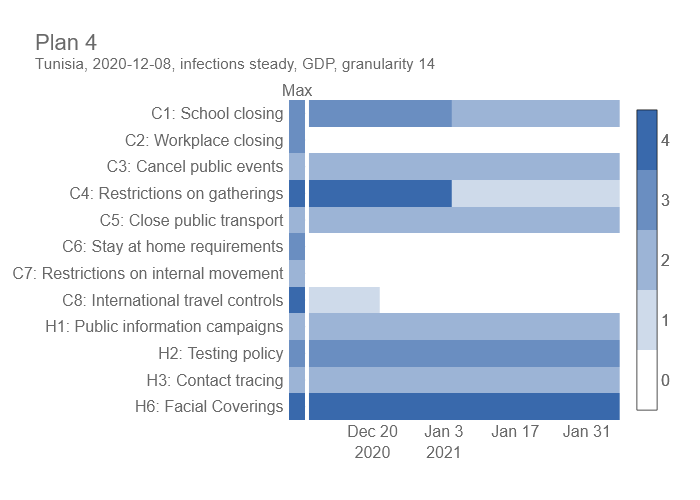 Plan 4
Tunisia, 2020-12-08, infections steady, GDP, granularity 14
Max
C1: School closing
C2: Workplace closing
C3: Cancel public events
C4: Restrictions on gatherings
C5: Close public transport
C6: Stay at home requirements
C7: Restrictions on internal movement
C8: International travel controls
H1: Public information campaigns
H2: Testing policy
H3: Contact tracing
H6: Facial Coverings
Dec 20 Jan 3 Jan 17 Jan 31
2020 2021
4
3
2
1
0